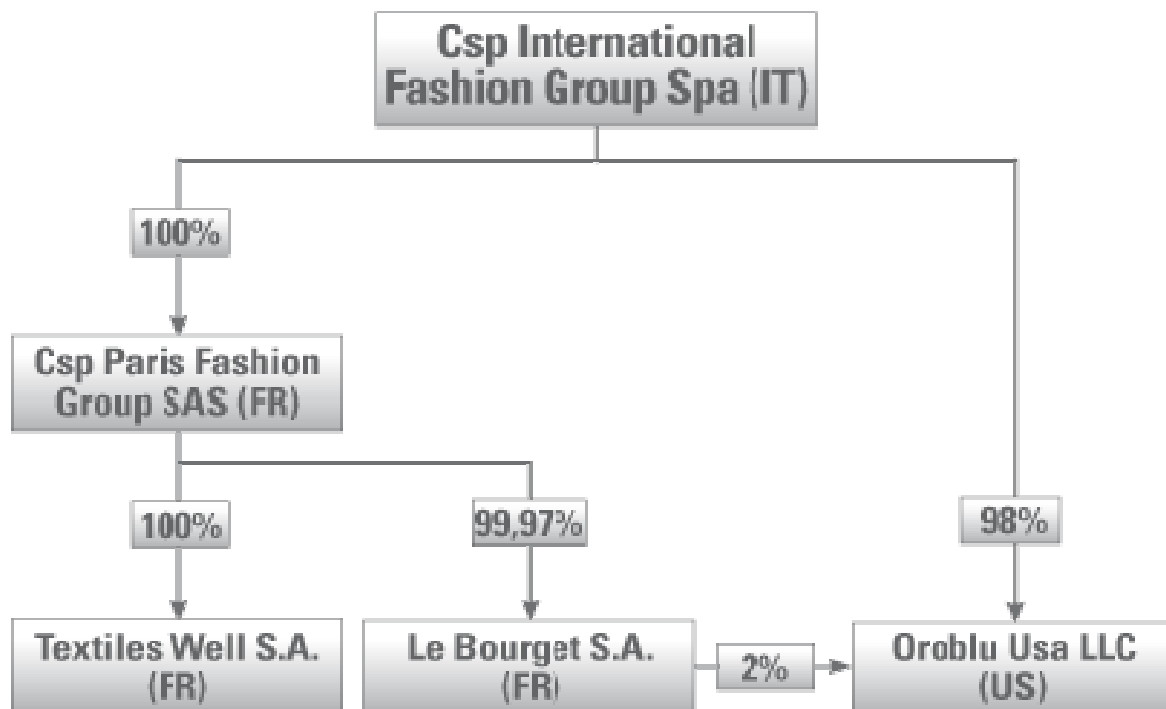 Csp International
Fashion Group Spa (IT)
100%
Csp Paris Fashion
Group SAS (FR)
100%
99,97%
98%
Textiles Well S.A.
(FR)
Le Bourget S.A.
(FR)
2%
Oroblu Usa LLC
(US)